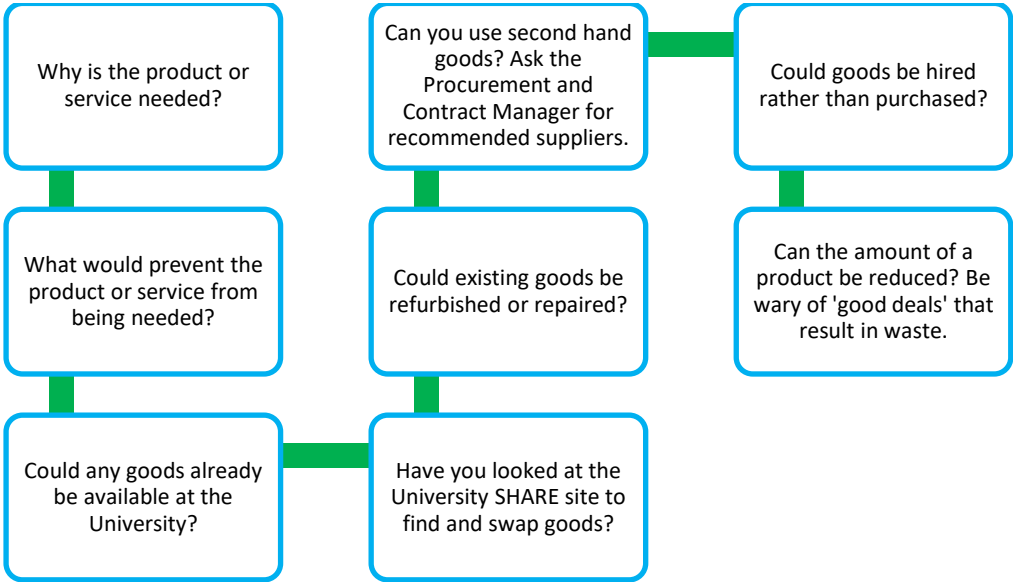 Why is the product or
service needed?
What would prevent the
product or service from
being needed?
Could any goods already
be available at the
University?
Have you looked at the
University SHARE site to
find and swap goods?
Could existing goods be
refurbished or repaired?
Can you use second hand
goods? Ask the
Procurement and
Contract Manager for
recommended suppliers.
Could goods be hired
rather than purchased?
Can the amount of a
product be reduced? Be
wary of 'good deals' that
result in waste.